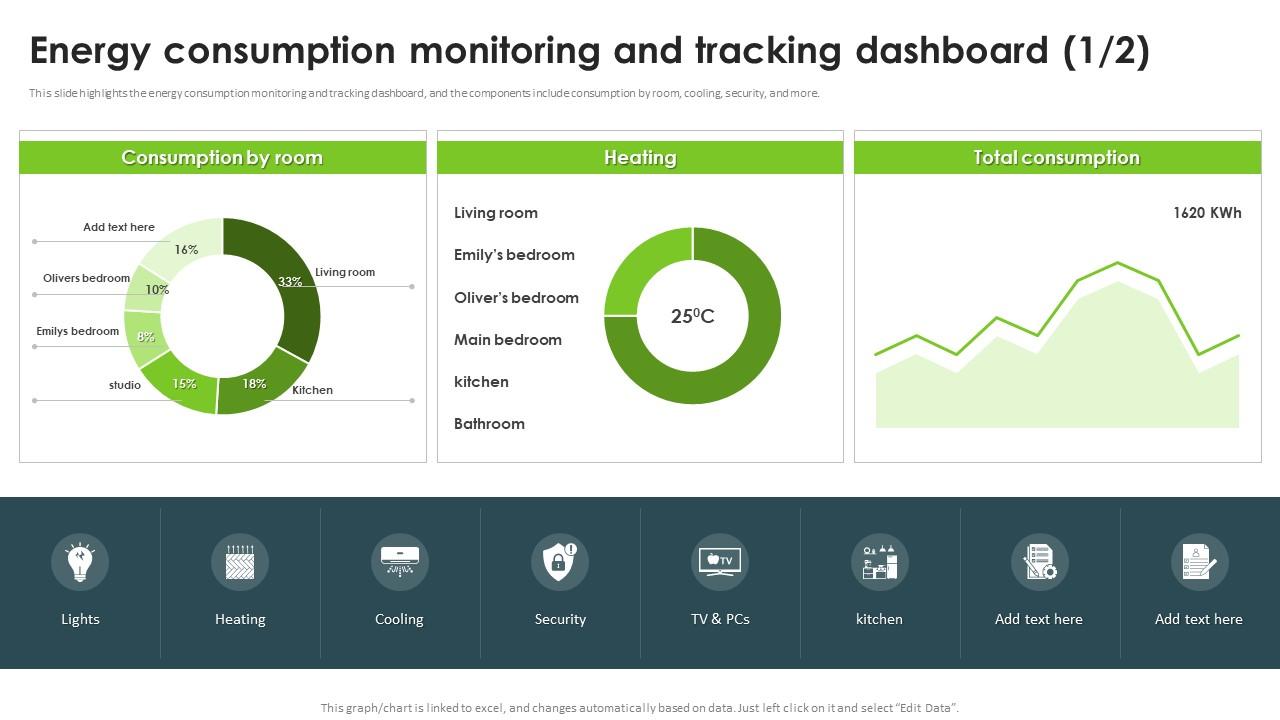 Energy consumption monitoring and tracking dashboard (1/2)
This slide highlights the energy consumption monitoring and tracking dashboard, and the components include consumption by room, cooling, security, and more.
Consumption by room
Add text here
16%
Olivers bedroom
10%
Emilys bedroom
8%
studio
15%
18%
Kitchen
33%
Living room
Heating
Living room
Emily's bedroom
Oliver's bedroom
Main bedroom
kitchen
Bathroom
25⁰C
Total consumption
1620 KWh
TV
Lights
Heating
Cooling
Security
TV & PCs
kitchen
Add text here
Add text here
This graph/chart is linked to excel, and changes automatically based on data. Just left click on it and select “Edit Data”.